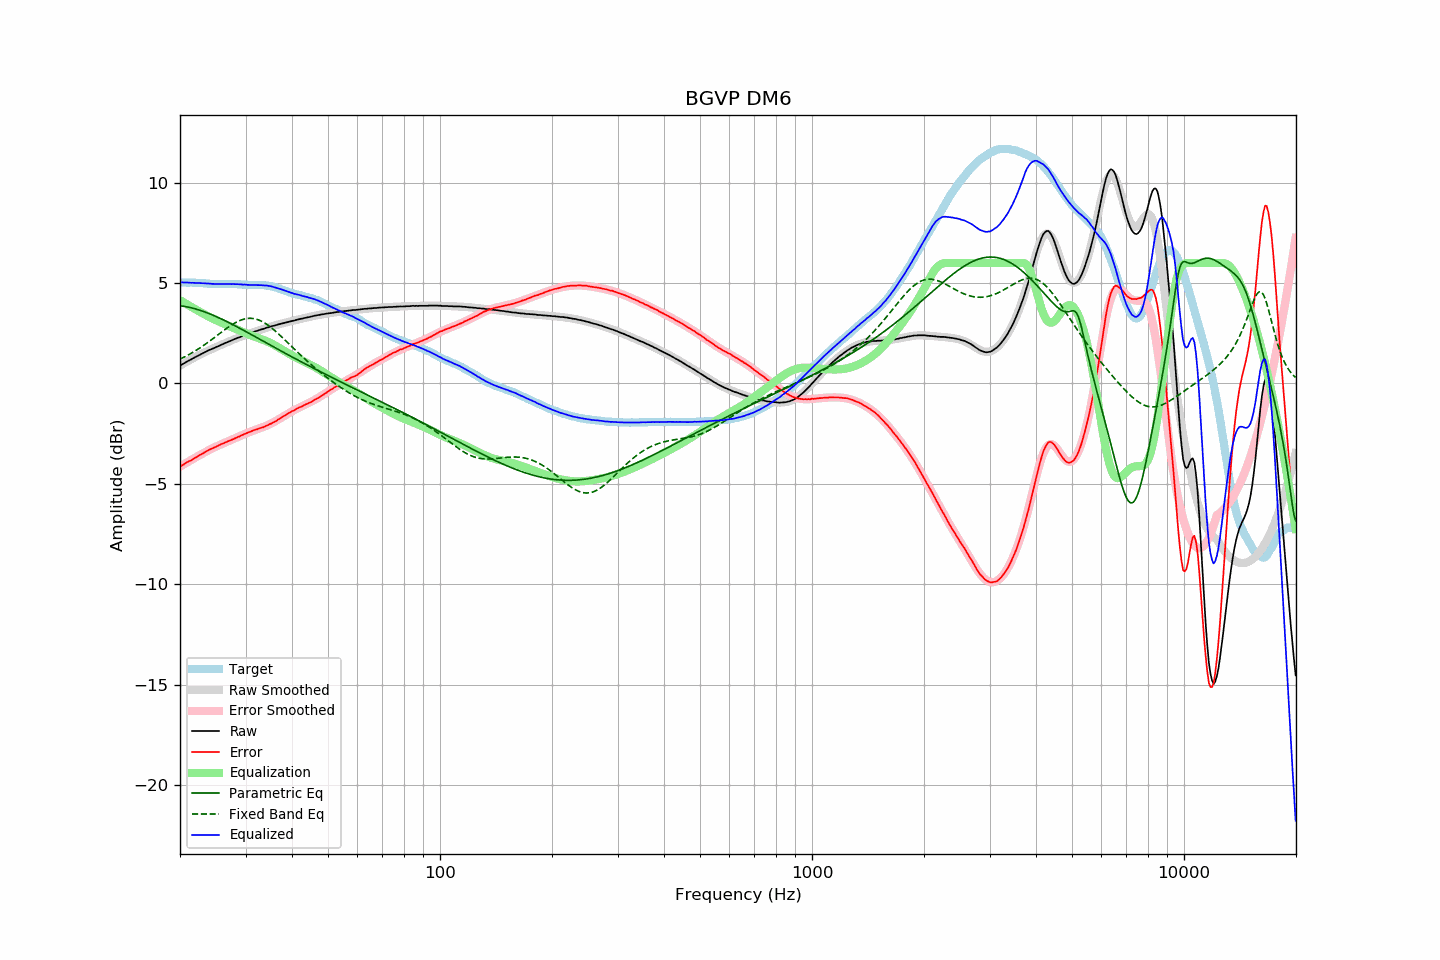 BGVP DM6
Amplitude (dBr)
10
5
0
−5
−10
−15
−20
Target
Raw Smoothed
Error Smoothed
Raw
Error
Equalization
Parametric Eq
Fixed Band Eq
Equalized
100
1000
10000
Frequency (Hz)